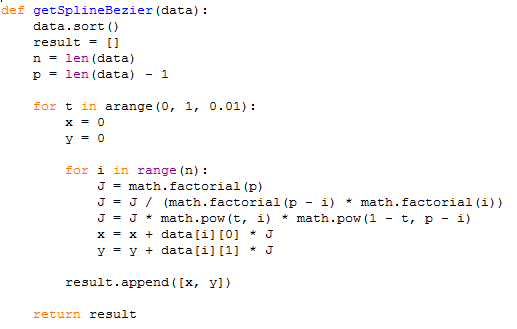 def getSplineBezier(data):
    data.sort()
    result = []
    n = len(data)
    p = len(data) - 1

    for t in arange(0, 1, 0.01):
        x = 0
        y = 0

        for i in range(n):
            J = math.factorial(p)
            J = J / (math.factorial(p - i) * math.factorial(i))
            J = J * math.pow(t, i) * math.pow(1 - t, p - i)
            x = x + data[i][0] * J
            y = y + data[i][1] * J

        result.append([x, y])

    return result